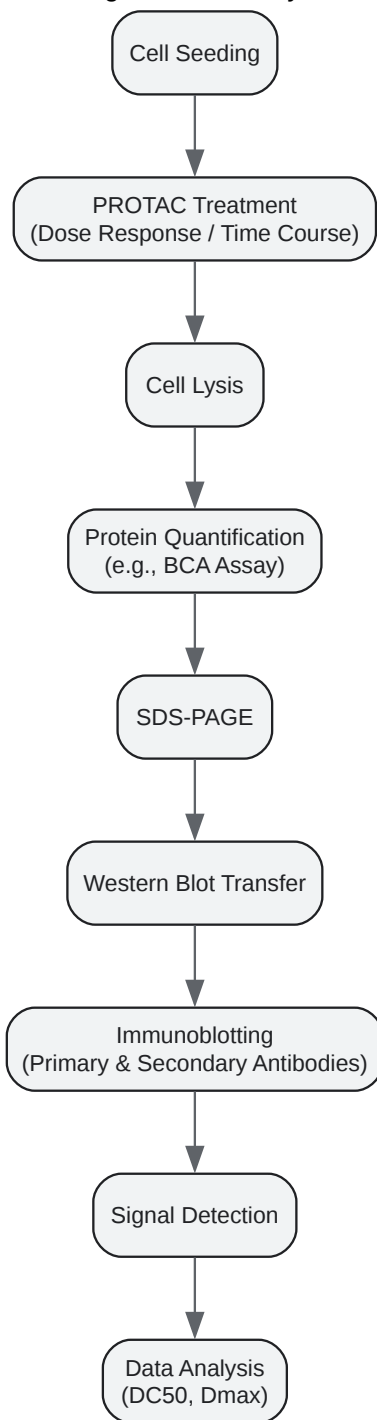 Cell Seeding
PROTAC Treatment
(Dose Response / Time Course)
Cell Lysis
Protein Quantification
(e.g., BCA Assay)
SDS-PAGE
Western Blot Transfer
Immunoblotting
(Primary & Secondary Antibodies)
Signal Detection
Data Analysis
(DC50, Dmax)